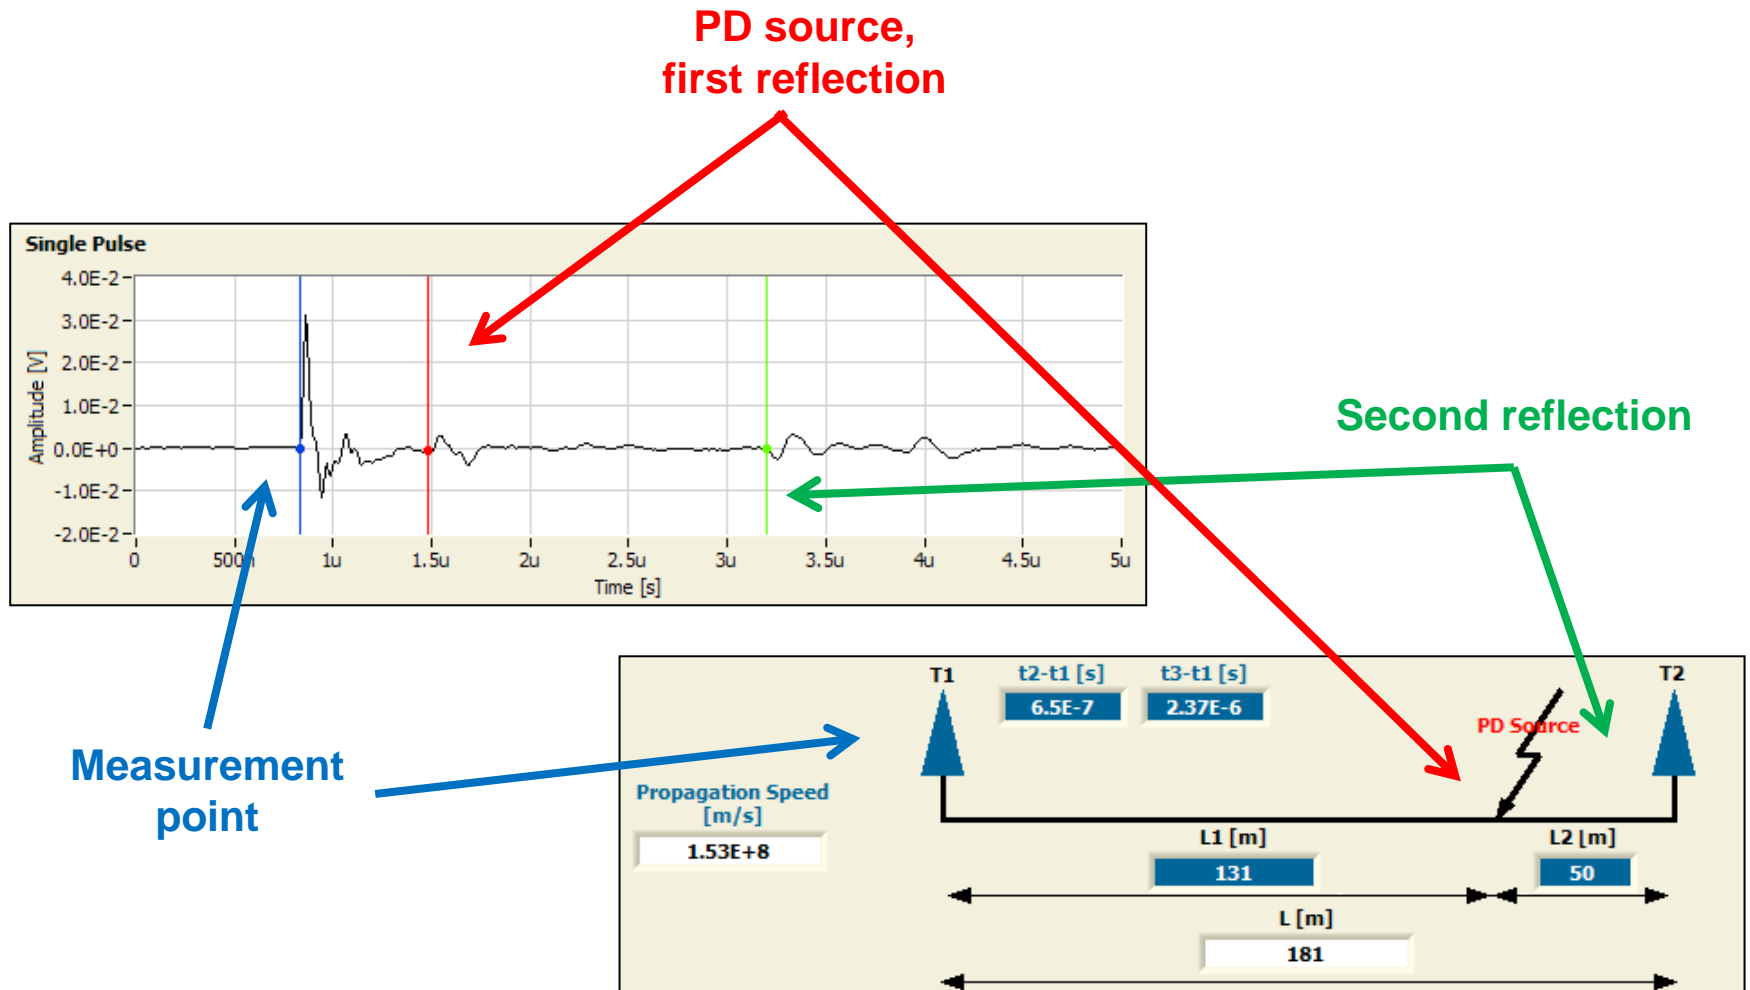 PD source,
first reflection
Single Pulse
4.0E-2
3.0E-2
2.0E-2
1.0E-2
0.0E+0
-1.0E-2
-2.0E-2
Amplitude [V]
0
500n
1u
1.5u
2u
2.5u
3u
3.5u
4u
4.5u
5u
Time [s]
Second reflection
Measurement
point
T1
t2-t1 [s]
t3-t1 [s]
T2
6.5E-7
2.37E-6
PD Source
Propagation Speed
[m/s]
1.53E+8
L1 [m]
L2 [m]
131
50
L [m]
181